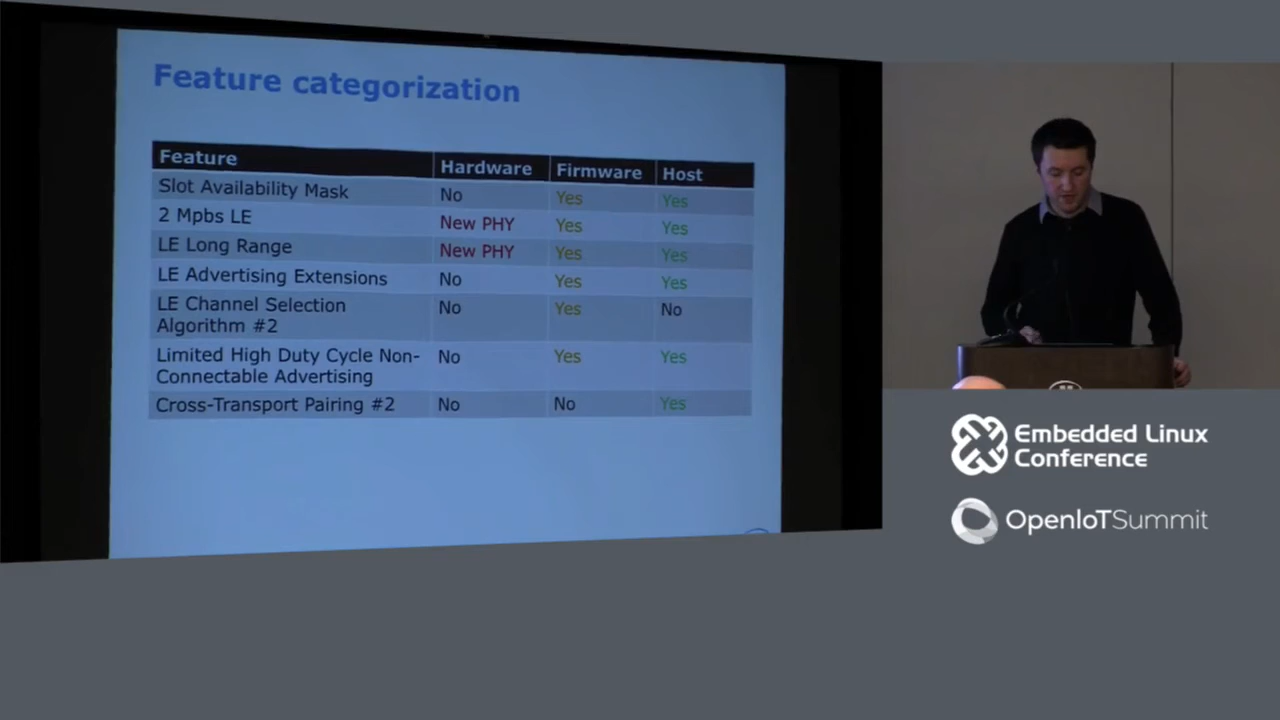 Feature categorization
Feature Hardware Firmware Host
Slot Availability Mask No Yes Yes
2 Mpbs LE New PHY Yes Yes
LE Long Range New PHY Yes Yes
LE Advertising Extensions No Yes Yes
LE Channel Selection No Yes No
Algorithm #2
Limited High Duty Cycle Non- No Yes Yes
Connectable Advertising
Cross-Transport Pairing #2 No No Yes
Embedded Linux
Conference
OpenIoTSummit